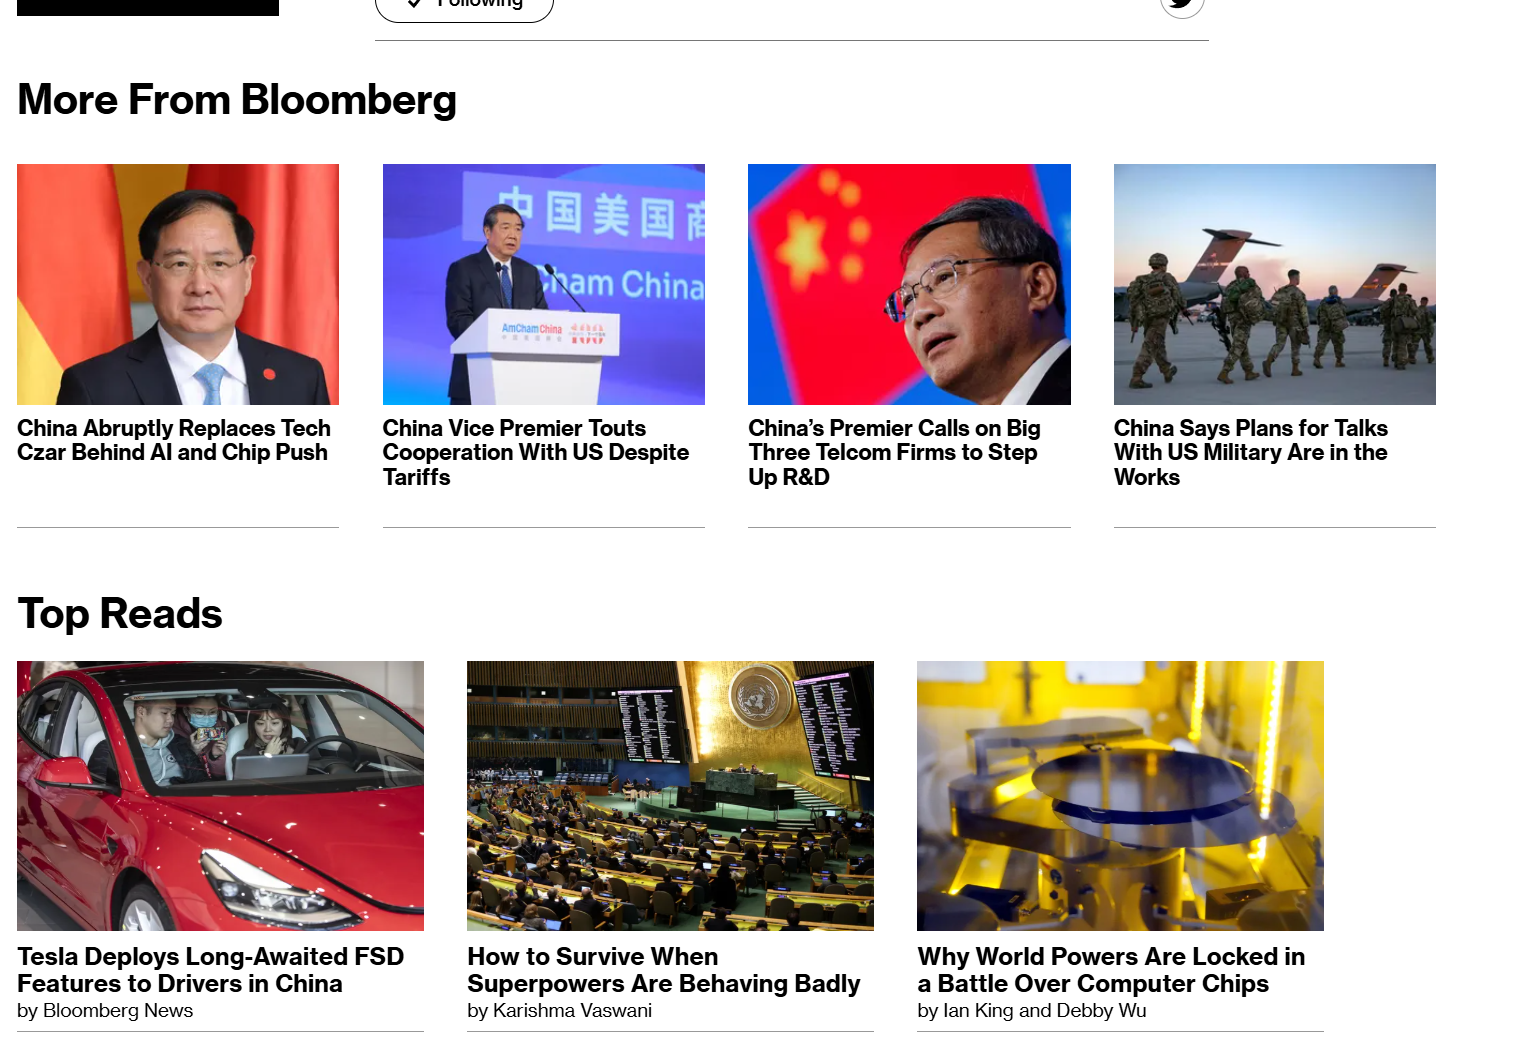 Following
More From Bloomberg
中国美国商
Cham China
AmCham China
China Abruptly Replaces Tech
Czar Behind AI and Chip Push
China Vice Premier Touts
Cooperation With US Despite
Tariffs
China’s Premier Calls on Big
Three Telcom Firms to Step
Up R&D
China Says Plans for Talks
With US Military Are in the
Works
Top Reads
Tesla Deploys Long-Awaited FSD
Features to Drivers in China
by Bloomberg News
How to Survive When
Superpowers Are Behaving Badly
by Karishma Vaswani
Why World Powers Are Locked in
a Battle Over Computer Chips
by Ian King and Debby Wu